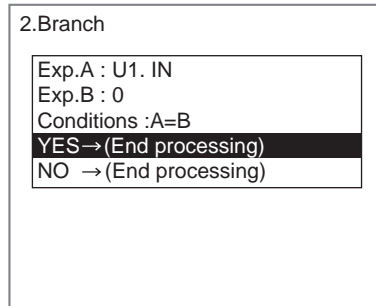 2.Branch
Exp.A : U1. IN
Exp.B : 0
Conditions :A=B
YES→(End processing)
NO →(End processing)